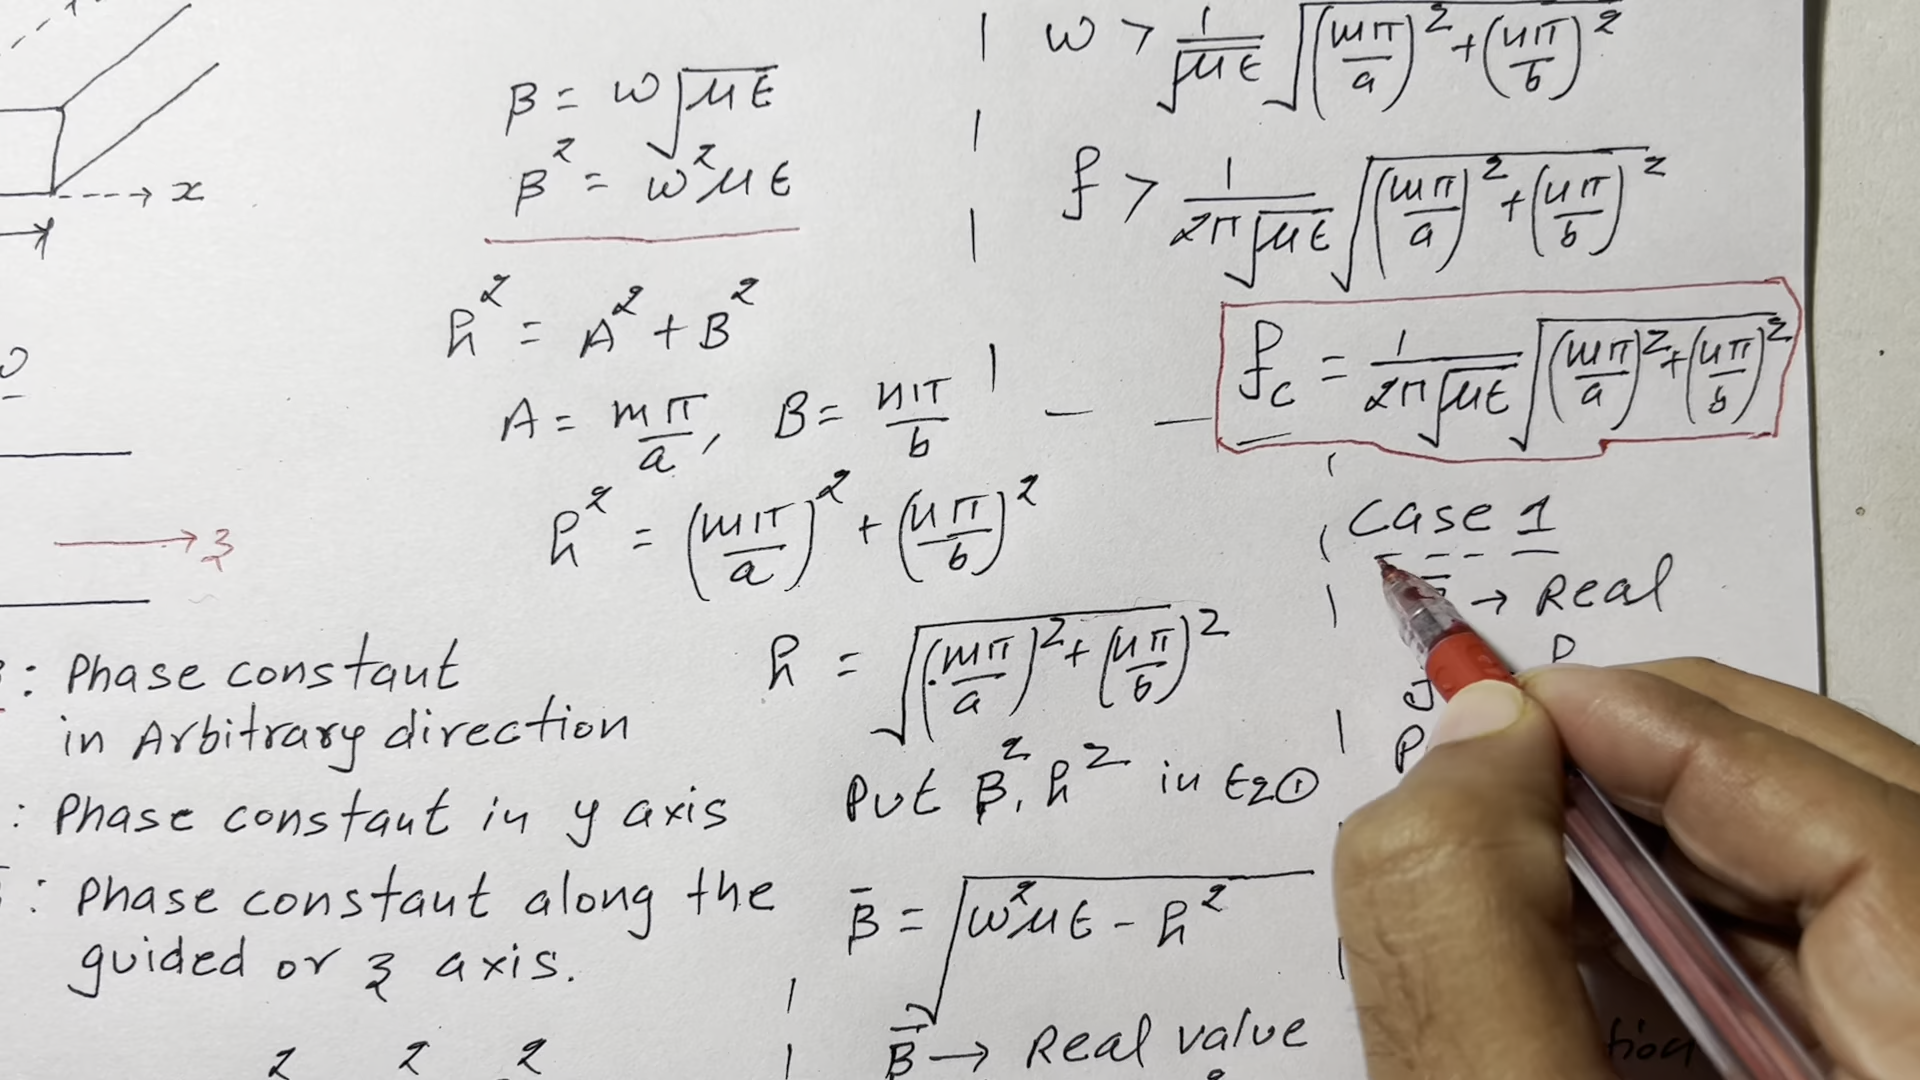 x
β = ω√με
β² = ω²με
h² = A² + B²
A = mπ/a, B = nπ/b
h² = (mπ/a)² + (nπ/b)²
h = √(mπ/a)² + (nπ/b)²
Put β², h² in Eq①
β̄ = √ω²με - h²
β̄ → Real value
z
: Phase constant
in Arbitrary direction
: Phase constant in y axis
: Phase constant along the
guided or z axis.
2 2 2
ω > 1/√με √(mπ/a)² + (nπ/b)²
f > 1/2π√με √(mπ/a)² + (nπ/b)²
fc = 1/2π√με √(mπ/a)² + (nπ/b)²
Case 1
→ Real
P